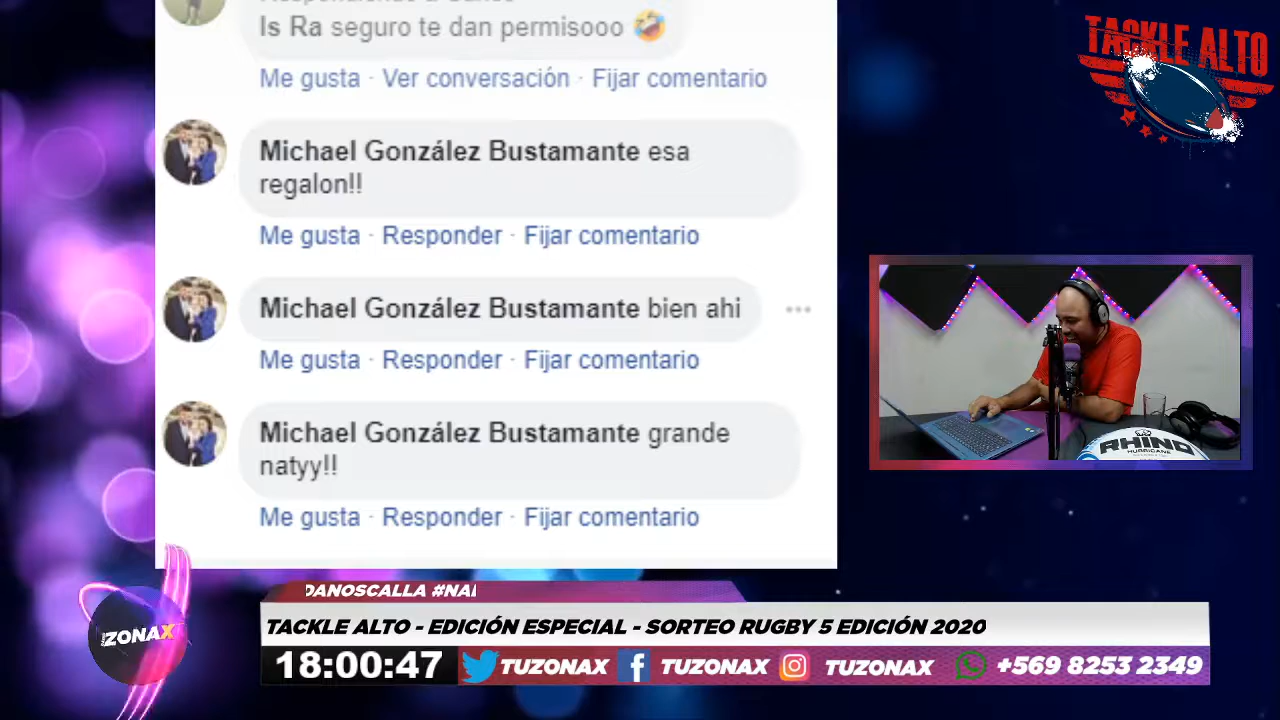 Is Ra seguro te dan permisooo 🤣
Me gusta · Ver conversación · Fijar comentario
TACKLE ALTO
Michael González Bustamante esa
regalon!!
Me gusta · Responder · Fijar comentario
Michael González Bustamante bien ahi
Me gusta · Responder · Fijar comentario
Michael González Bustamante grande
natyy!!
Me gusta · Responder · Fijar comentario
RHINO
HURRICANE
DANOSCALLA #NA
ZONAX
TACKLE ALTO - EDICIÓN ESPECIAL - SORTEO RUGBY 5 EDICIÓN 2020
18:00:47 TUZONAX TUZONAX TUZONAX +569 8253 2349